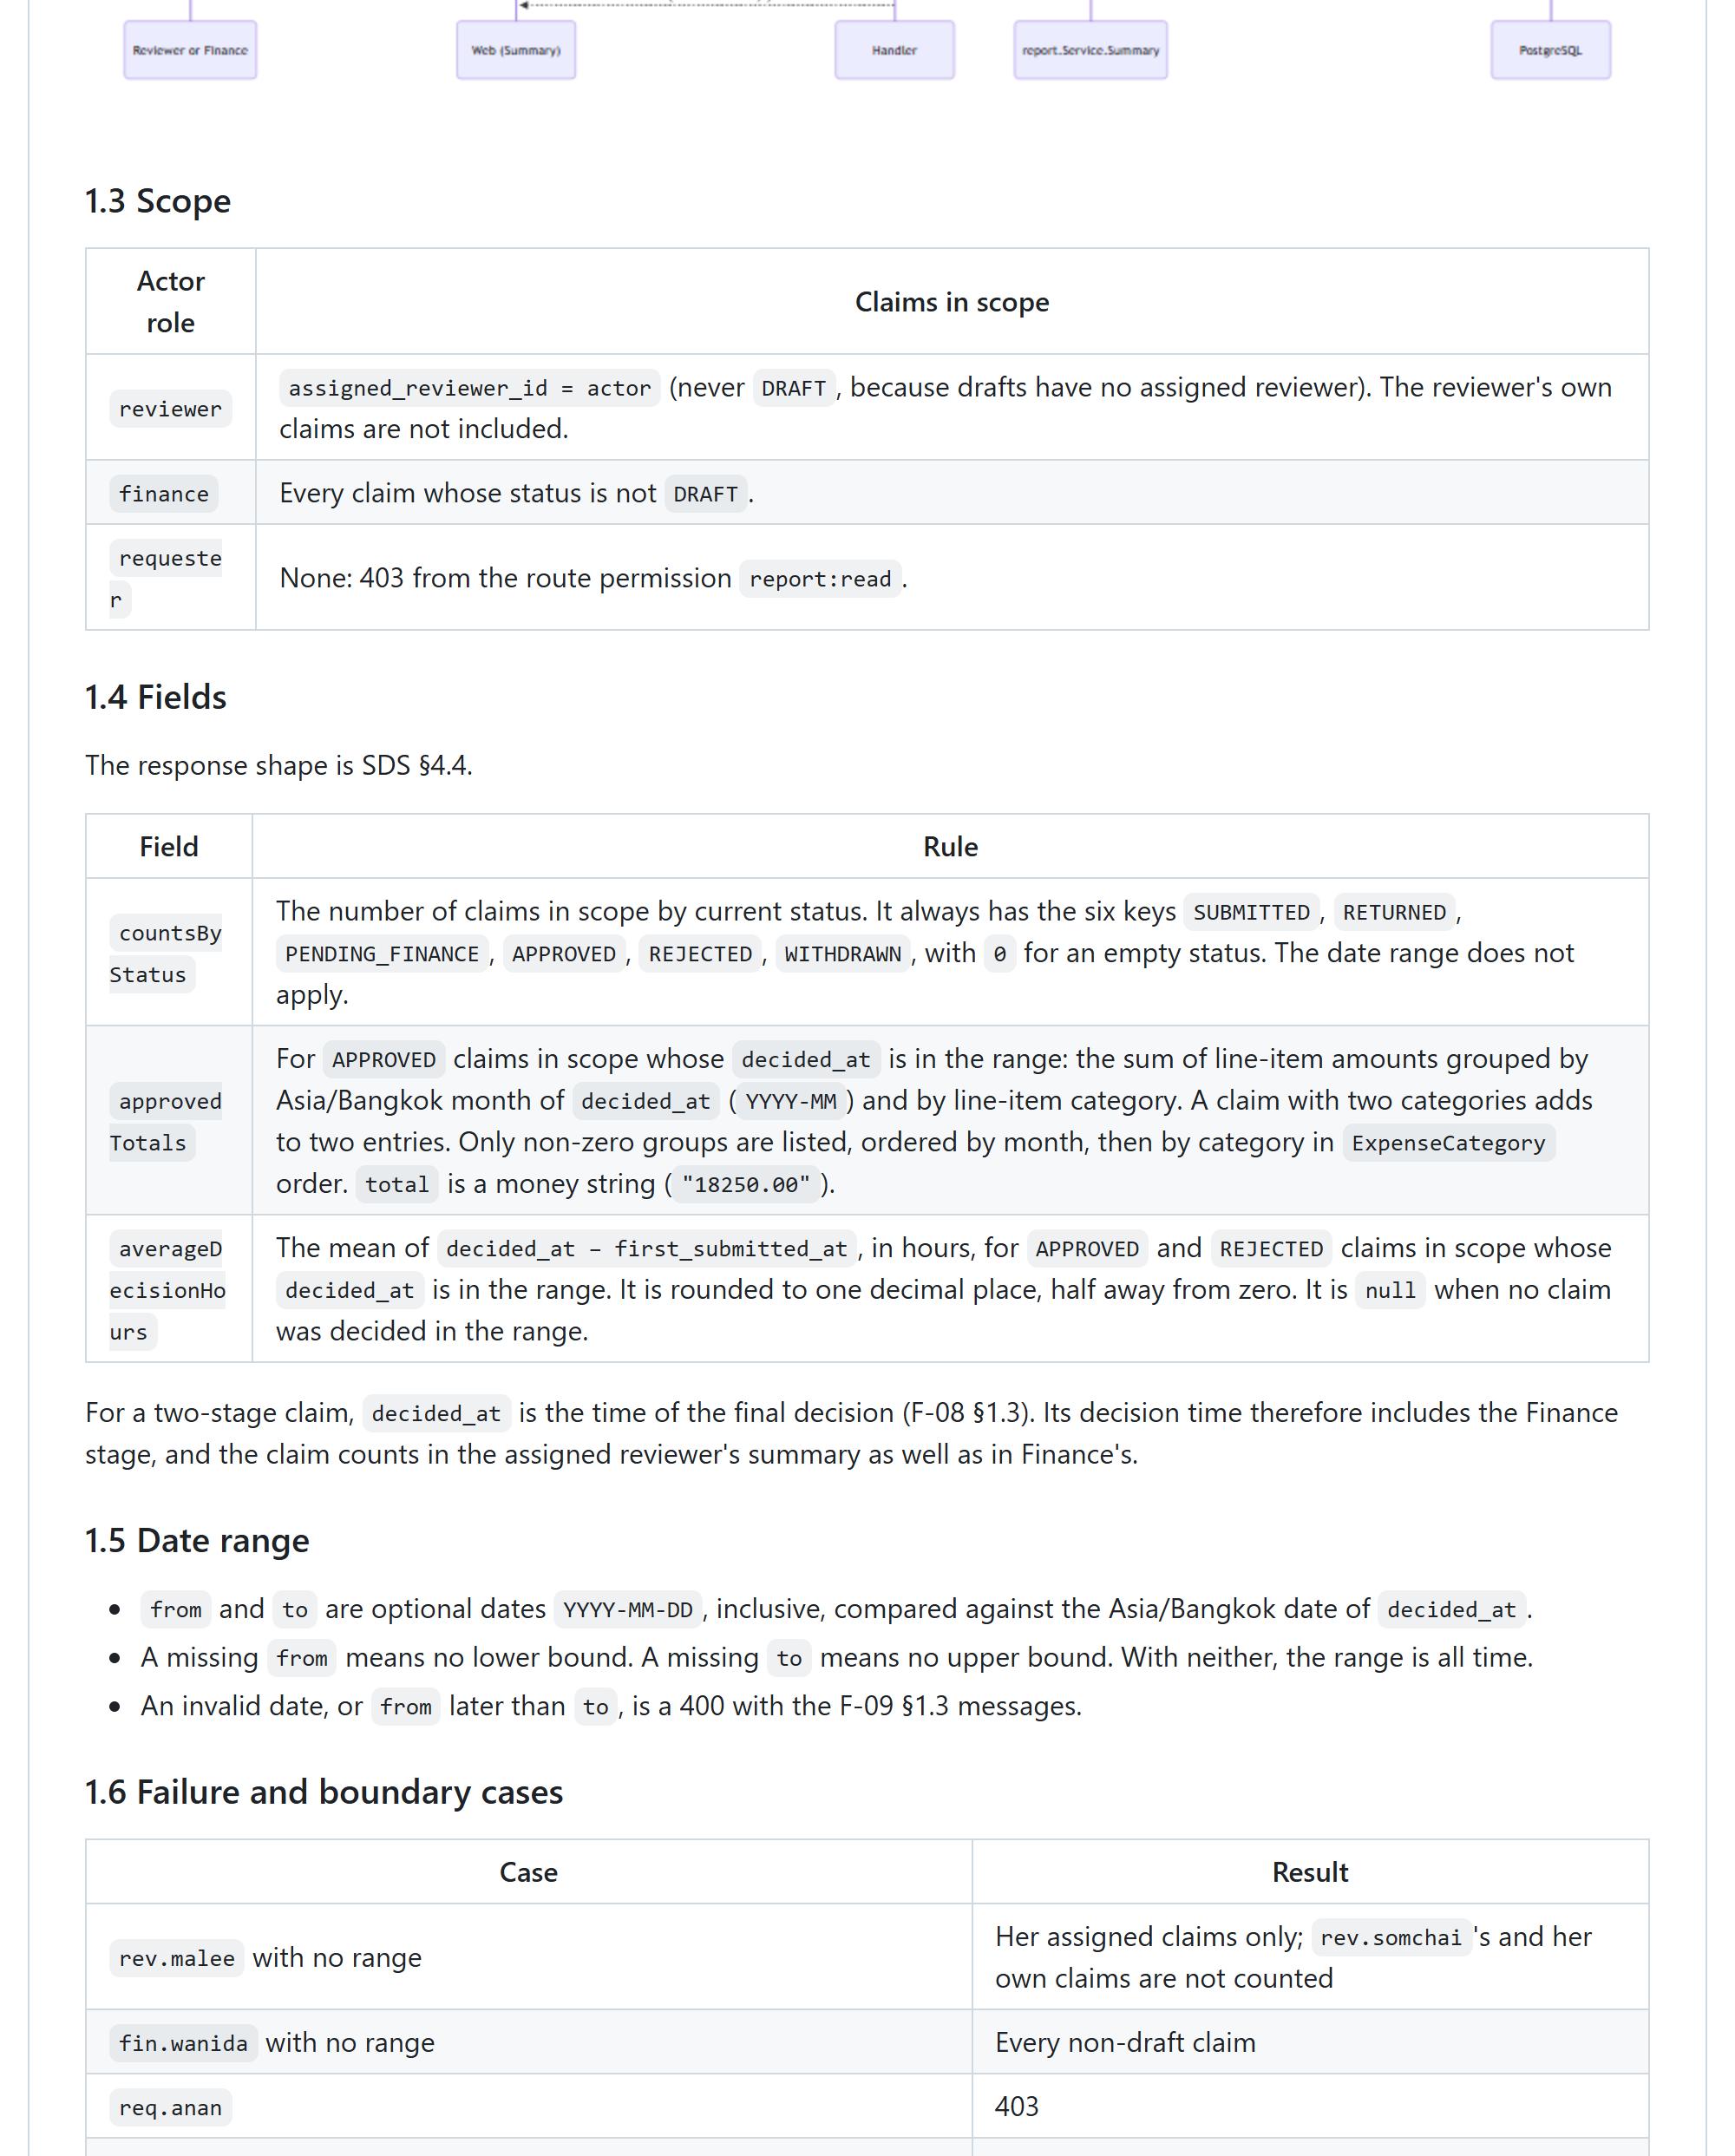 Reviewer or Finance
Web (Summary)
Handler
report.Service.Summary
PostgreSQL
1.3 Scope
Actor
role
Claims in scope
reviewer
assigned_reviewer_id = actor (never DRAFT, because drafts have no assigned reviewer). The reviewer's own
claims are not included.
finance
Every claim whose status is not DRAFT.
requeste
r
None: 403 from the route permission report:read.
1.4 Fields
The response shape is SDS §4.4.
Field
Rule
countsBy
Status
The number of claims in scope by current status. It always has the six keys SUBMITTED, RETURNED,
PENDING_FINANCE, APPROVED, REJECTED, WITHDRAWN, with 0 for an empty status. The date range does not
apply.
approved
Totals
For APPROVED claims in scope whose decided_at is in the range: the sum of line-item amounts grouped by
Asia/Bangkok month of decided_at (YYYY-MM) and by line-item category. A claim with two categories adds
to two entries. Only non-zero groups are listed, ordered by month, then by category in ExpenseCategory
order. total is a money string ("18250.00").
averageD
ecisionHo
urs
The mean of decided_at – first_submitted_at, in hours, for APPROVED and REJECTED claims in scope whose
decided_at is in the range. It is rounded to one decimal place, half away from zero. It is null when no claim
was decided in the range.
For a two-stage claim, decided_at is the time of the final decision (F-08 §1.3). Its decision time therefore includes the Finance
stage, and the claim counts in the assigned reviewer's summary as well as in Finance's.
1.5 Date range
• from and to are optional dates YYYY-MM-DD, inclusive, compared against the Asia/Bangkok date of decided_at.
• A missing from means no lower bound. A missing to means no upper bound. With neither, the range is all time.
• An invalid date, or from later than to, is a 400 with the F-09 §1.3 messages.
1.6 Failure and boundary cases
Case
Result
rev.malee with no range
Her assigned claims only; rev.somchai's and her
own claims are not counted
fin.wanida with no range
Every non-draft claim
req.anan
403